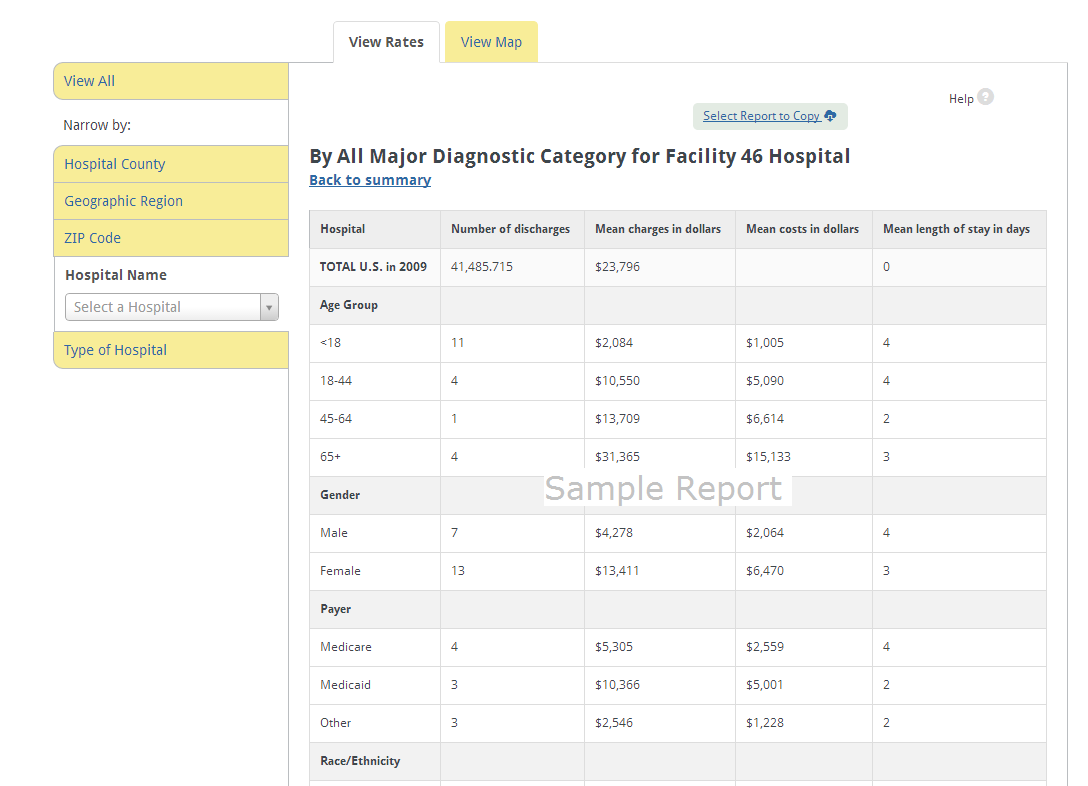 View Rates View Map
View All
Help ?
Select Report to Copy
Narrow by:
By All Major Diagnostic Category for Facility 46 Hospital
Hospital County
Back to summary
Geographic Region
ZIP Code
Hospital Name
Select a Hospital
Type of Hospital
Hospital Number of discharges Mean charges in dollars Mean costs in dollars Mean length of stay in days
TOTAL U.S. in 2009 41,485.715 $23,796 0
Age Group
<18 11 $2,084 $1,005 4
18-44 4 $10,550 $5,090 4
45-64 1 $13,709 $6,614 2
65+ 4 $31,365 $15,133 3
Sample Report
Gender
Male 7 $4,278 $2,064 4
Female 13 $13,411 $6,470 3
Payer
Medicare 4 $5,305 $2,559 4
Medicaid 3 $10,366 $5,001 2
Other 3 $2,546 $1,228 2
Race/Ethnicity